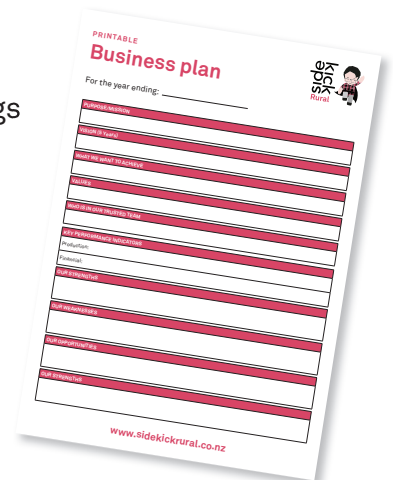 gs
PRINTABLE
Business plan
For the year ending:
side
kick
Rural
PURPOSE/MISSION
VISION (5 Years)
WHAT WE WANT TO ACHIEVE
VALUES
WHO IS IN OUR TRUSTED TEAM
KEY PERFORMANCE INDICATORS
Production:
Financial:
OUR STRENGTHS
OUR WEAKNESSES
OUR OPPORTUNITIES
OUR STRENGTHS
www.sidekickrural.co.nz